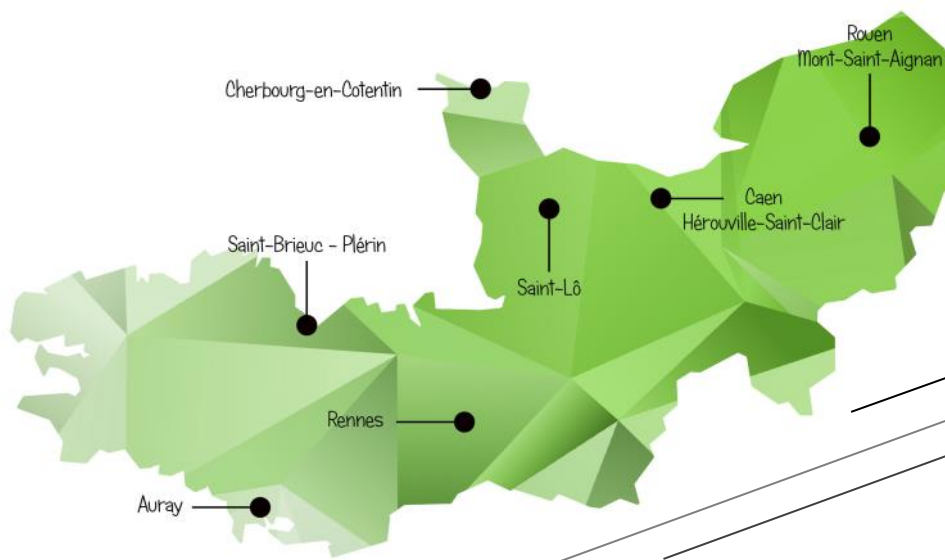 Rouen
Mont-Saint-Aignan
Cherbourg-en-Cotentin
Caen
Hérouville-Saint-Clair
Saint-Brieuc - Plérin
Saint-Lô
Rennes
Auray